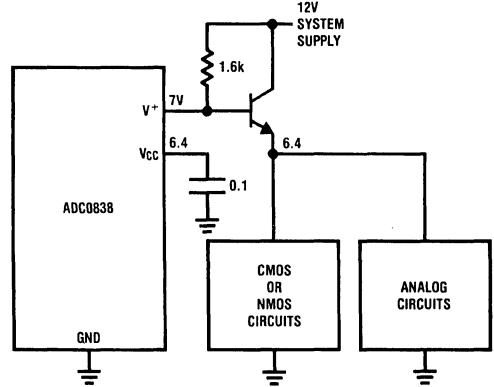 12V
SYSTEM
SUPPLY
1.6k
7V
V+
6.4
VCC
6.4
0.1
ADC0838
CMOS
OR
NMOS
CIRCUITS
ANALOG
CIRCUITS
GND